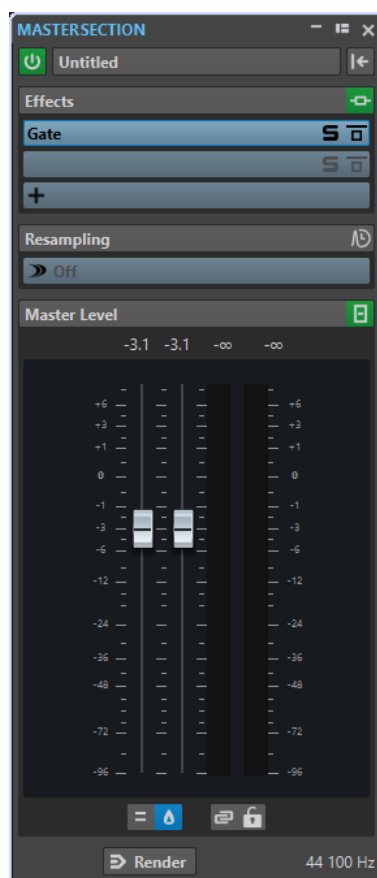 MASTERSECTION
Untitled
Effects
Gate S
S
+
Resampling
Off
Master Level
-3.1 -3.1 -∞ -∞
+6 +6
+3 +3
+1 +1
0 0
-1 -1
-3 -3
-6 -6
-12 -12
-24 -24
-36 -36
-48 -48
-72 -72
-96 -96
Render 44 100 Hz